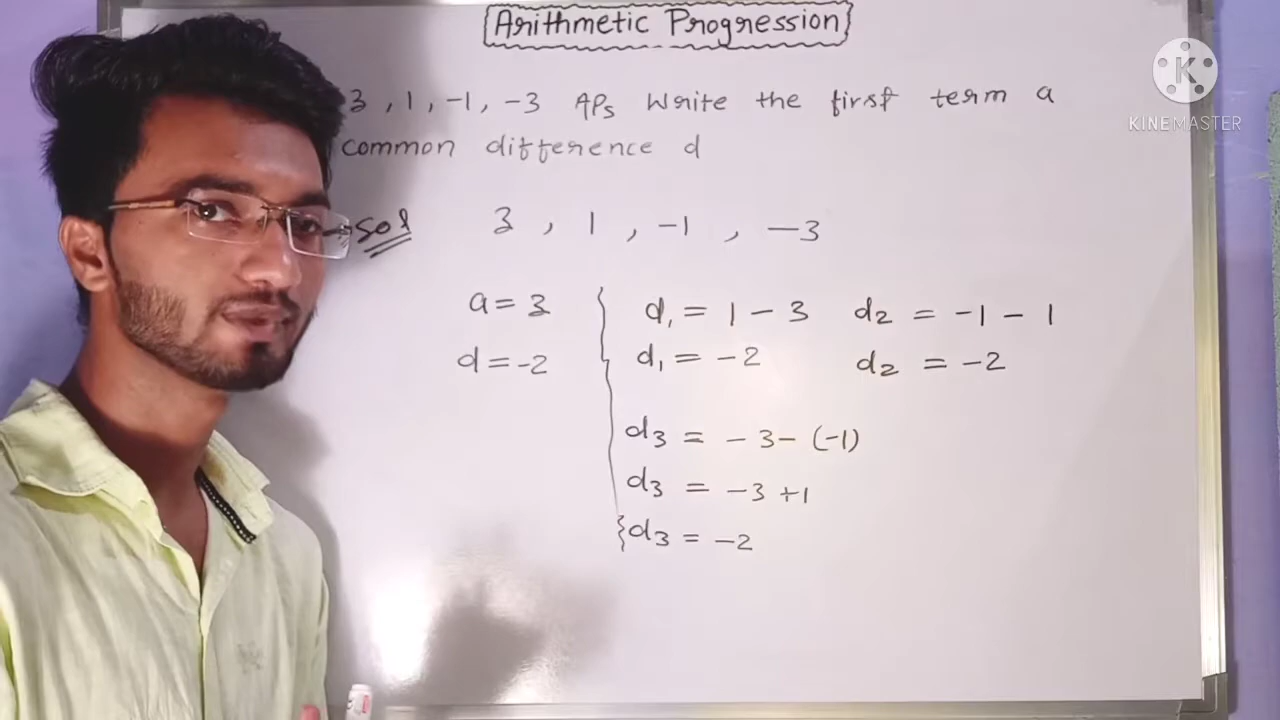 Arithmetic Progression
K
KINEMASTER
3 , 1 , -1 , -3 APs Write the first term a
common difference d
Sol 3 , 1 , -1 , -3
a = 3
d = -2
d₁ = 1 - 3
d₁ = -2
d₂ = -1 - 1
d₂ = -2
d₃ = -3 - (-1)
d₃ = -3 + 1
d₃ = -2